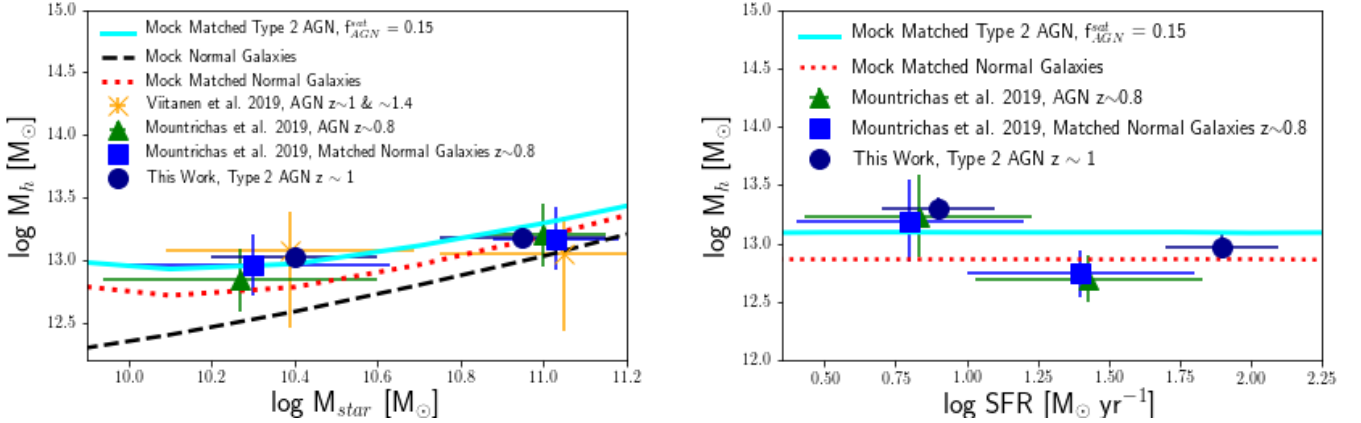 15.0
14.5
14.0
13.5
13.0
12.5
log M_h [M_⊙]
Mock Matched Type 2 AGN, f^{sat}_{AGN} = 0.15
Mock Normal Galaxies
Mock Matched Normal Galaxies
Viitanen et al. 2019, AGN z~1 & ~1.4
Mountrichas et al. 2019, AGN z~0.8
Mountrichas et al. 2019, Matched Normal Galaxies z~0.8
This Work, Type 2 AGN z ~ 1
10.0 10.2 10.4 10.6 10.8 11.0 11.2
log M_{star} [M_⊙]
15.0
14.5
14.0
13.5
13.0
12.5
12.0
log M_h [M_⊙]
Mock Matched Type 2 AGN, f^{sat}_{AGN} = 0.15
Mock Matched Normal Galaxies
Mountrichas et al. 2019, AGN z~0.8
Mountrichas et al. 2019, Matched Normal Galaxies z~0.8
This Work, Type 2 AGN z ~ 1
0.50 0.75 1.00 1.25 1.50 1.75 2.00 2.25
log SFR [M_⊙ yr^{−1}]